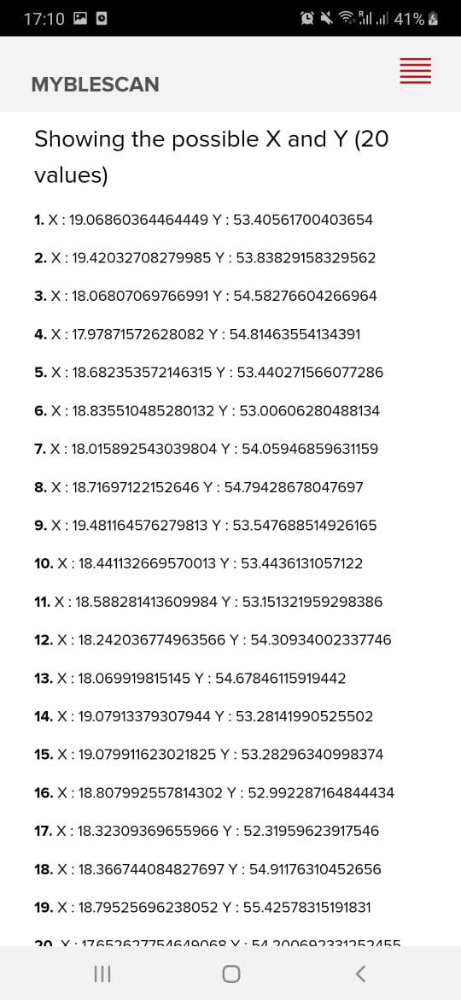 17:10 R 41%
MYBLESCAN
Showing the possible X and Y (20
values)
1. X : 19.06860364464449 Y : 53.40561700403654
2. X : 19.42032708279985 Y : 53.83829158329562
3. X : 18.06807069766991 Y : 54.58276604266964
4. X : 17.97871572628082 Y : 54.81463554134391
5. X : 18.682353572146315 Y : 53.440271566077286
6. X : 18.835510485280132 Y : 53.00606280488134
7. X : 18.015892543039804 Y : 54.05946859631159
8. X : 18.71697122152646 Y : 54.79428678047697
9. X : 19.481164576279813 Y : 53.547688514926165
10. X : 18.441132669570013 Y : 53.4436131057122
11. X : 18.588281413609984 Y : 53.151321959298386
12. X : 18.242036774963566 Y : 54.30934002337746
13. X : 18.069919815145 Y : 54.67846115919442
14. X : 19.07913379307944 Y : 53.28141990525502
15. X : 19.079911623021825 Y : 53.28296340998374
16. X : 18.807992557814302 Y : 52.992287164844434
17. X : 18.32309369655966 Y : 52.31959623917546
18. X : 18.366744084827697 Y : 54.91176310452656
19. X : 18.79525696238052 Y : 55.42578315191831
20. X : 17.652627754649068 Y : 54.200692331252455